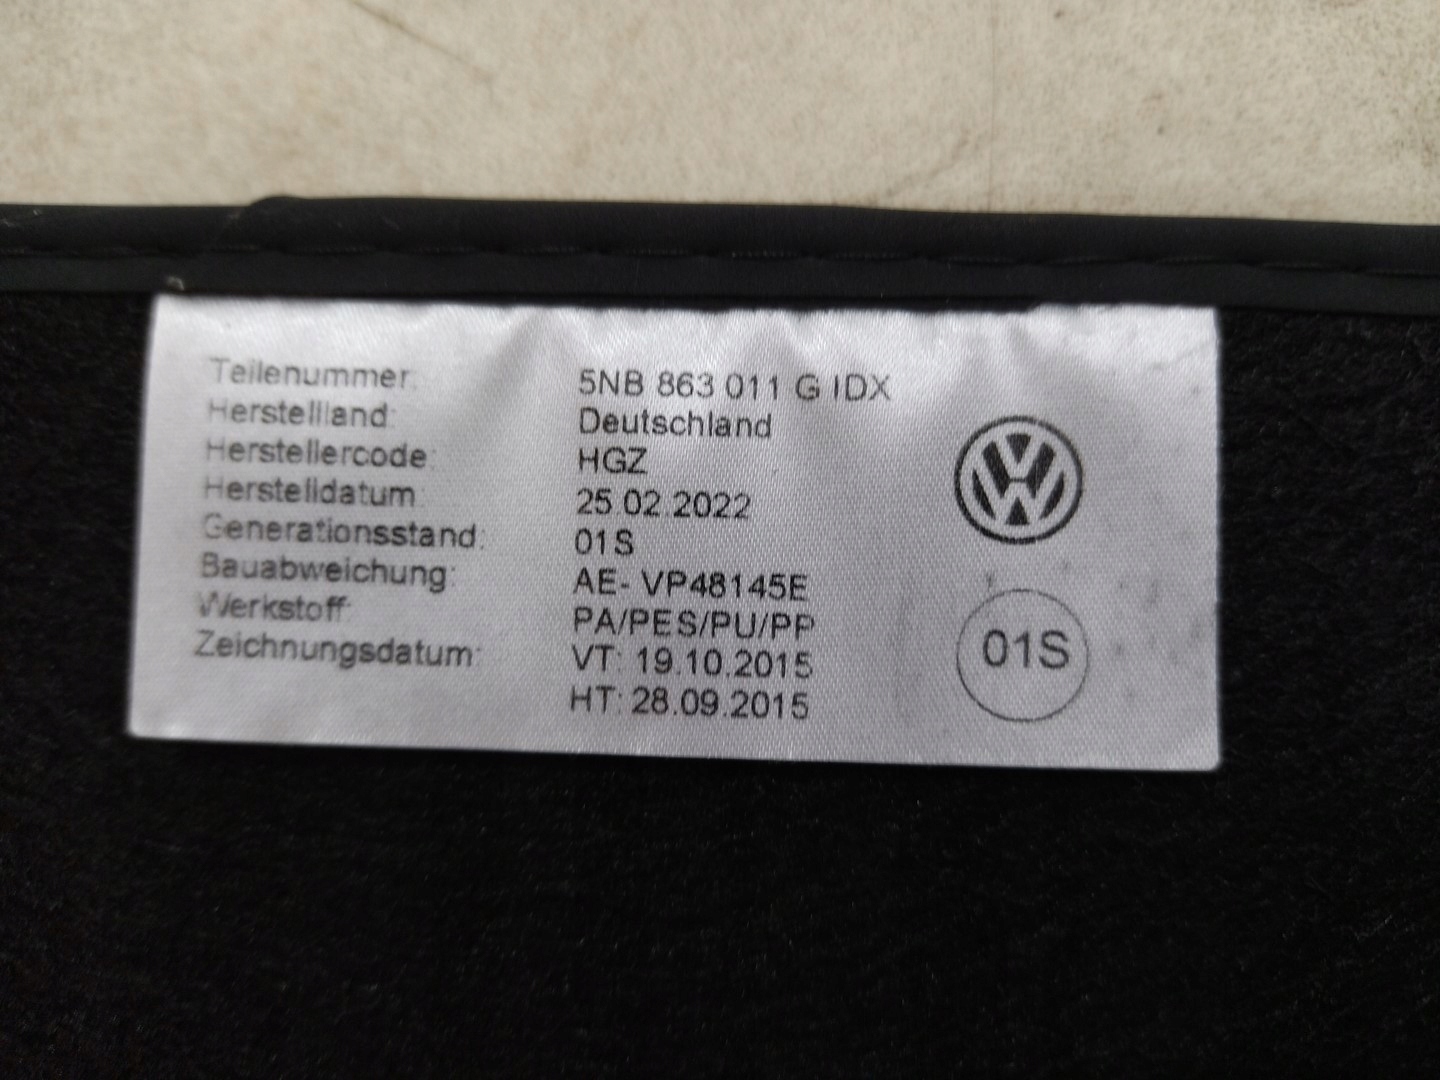 Teilenummer: 5NB 863 011 G IDX
Herstellland: Deutschland
Herstellercode: HGZ
Herstelldatum: 25.02.2022
Generationsstand: 01S
Bauabweichung: AE- VP48145E
Werkstoff: PA/PES/PU/PP
Zeichnungsdatum: VT: 19.10.2015
HT: 28.09.2015
01S